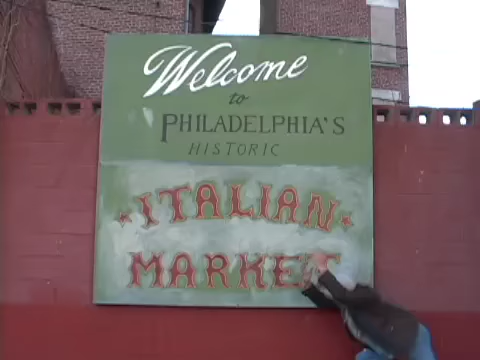 Welcome
to
PHILADELPHIA'S
HISTORIC
ITALIAN
MARKET